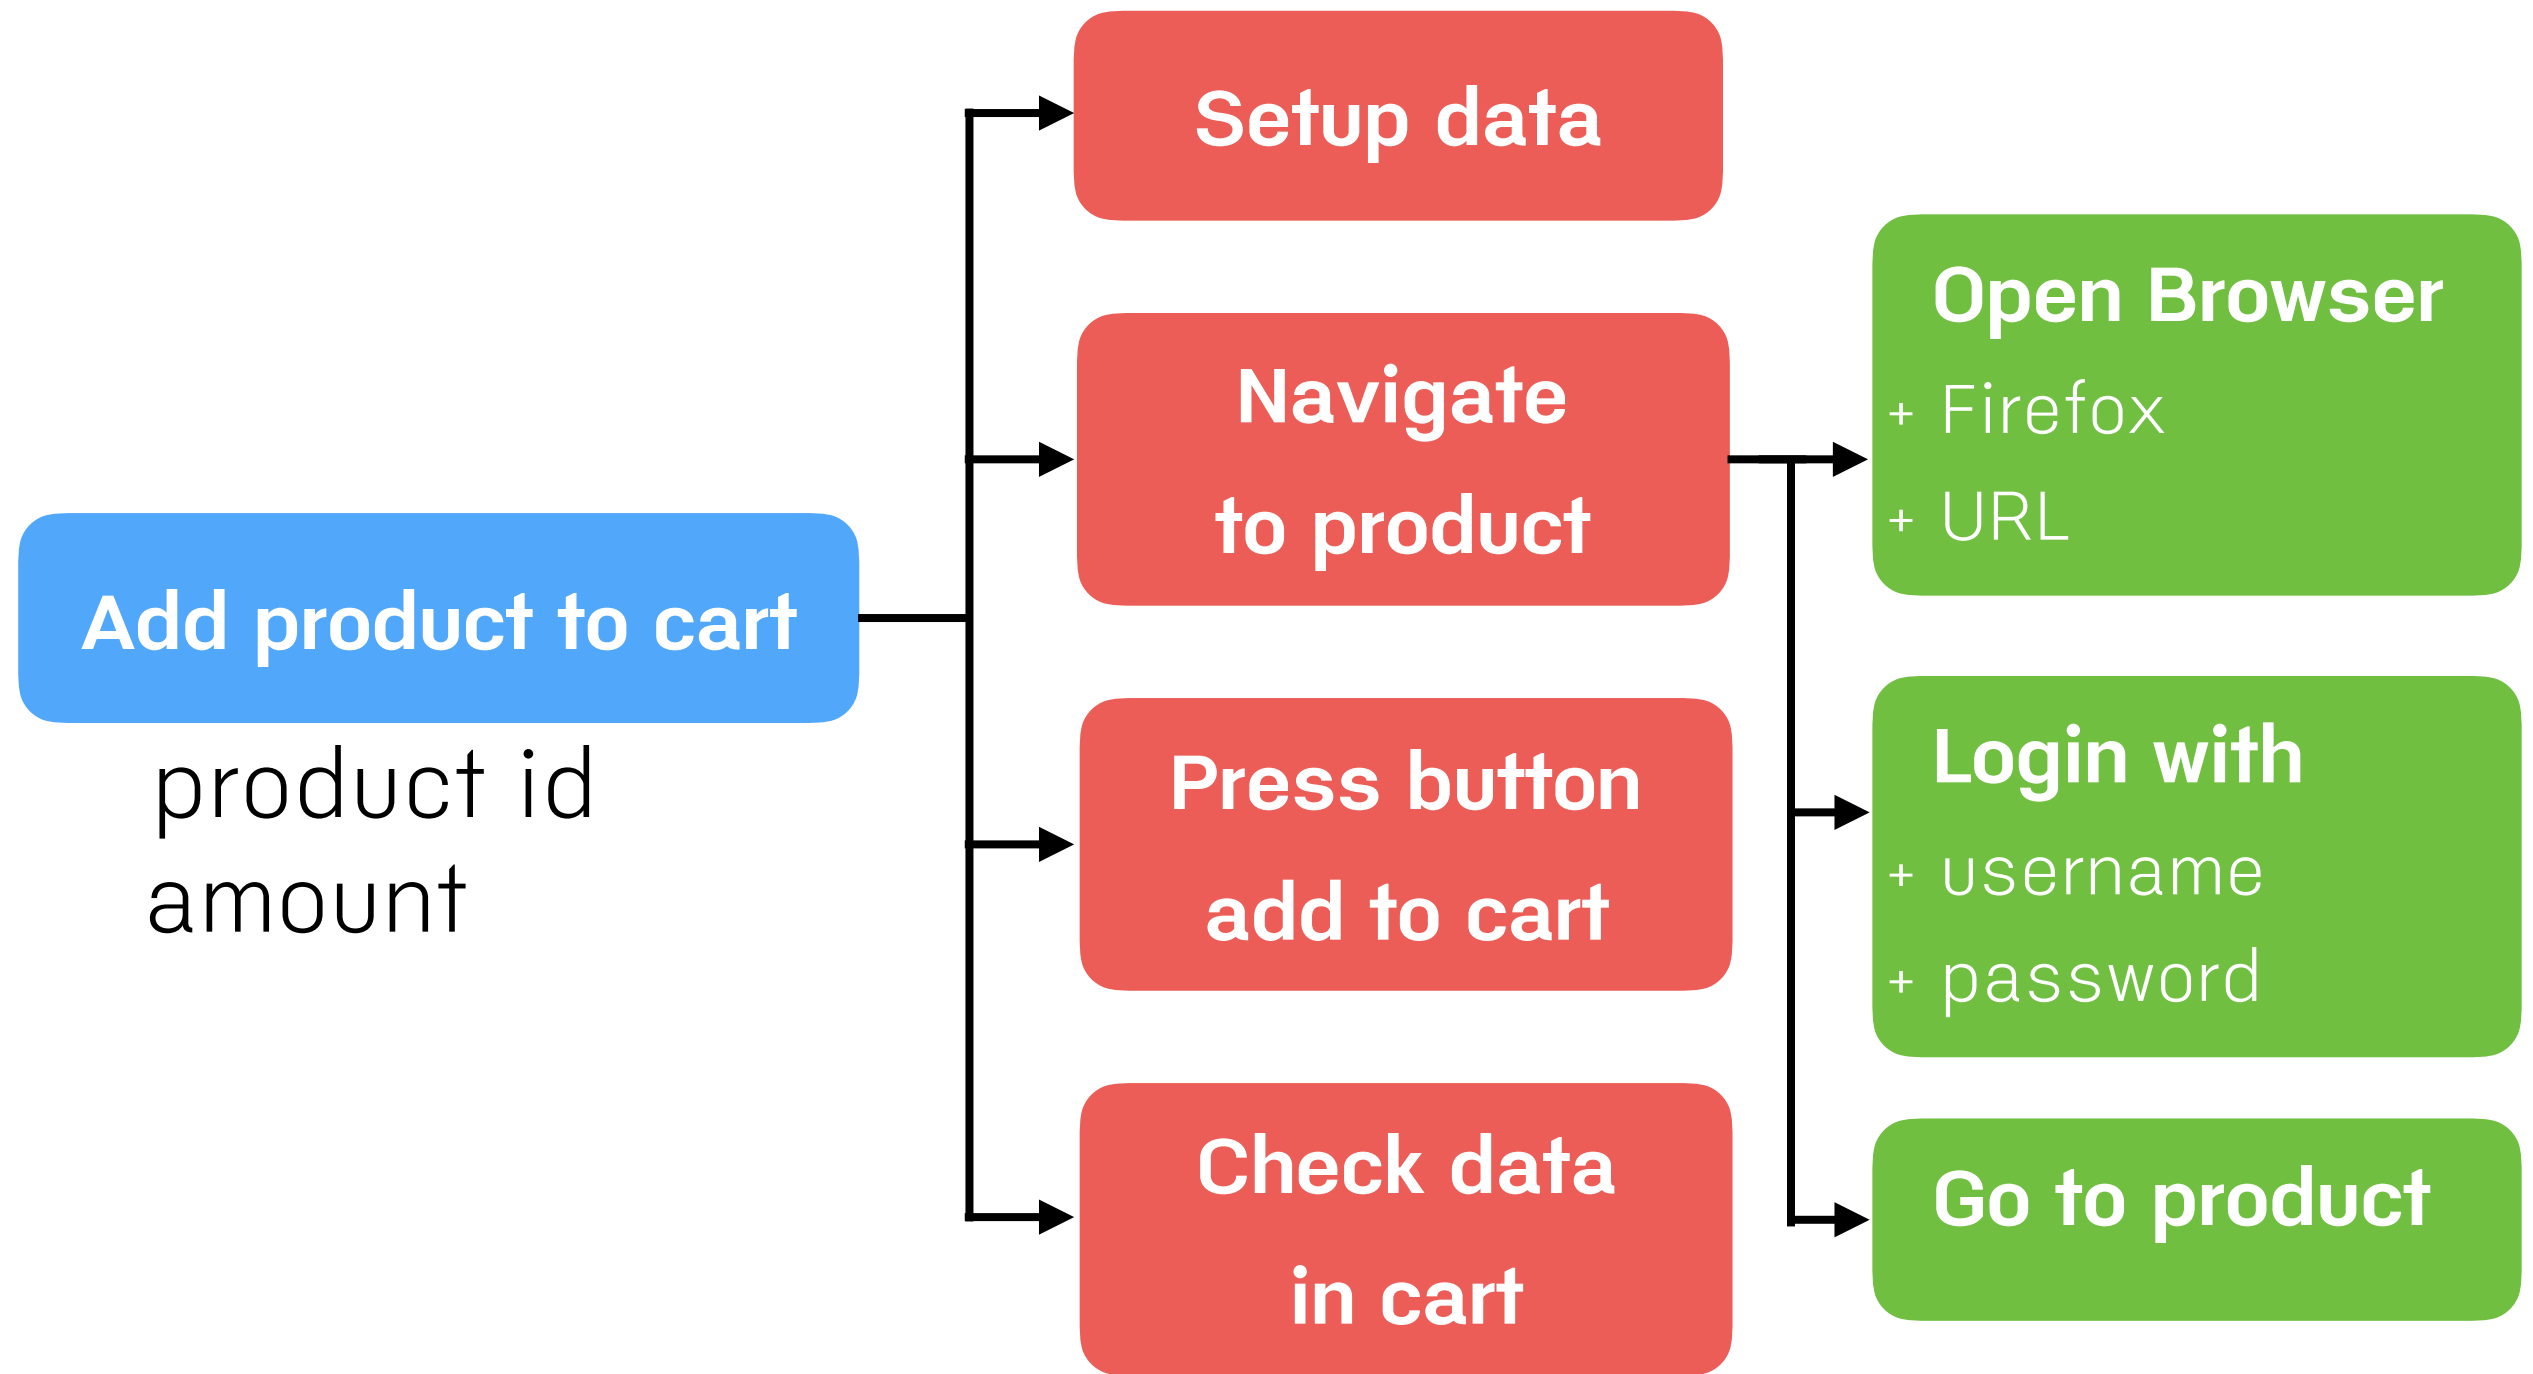 Add product to cart
product id
amount
Setup data
Navigate
to product
Press button
add to cart
Check data
in cart
Open Browser
+ Firefox
+ URL
Login with
+ username
+ password
Go to product